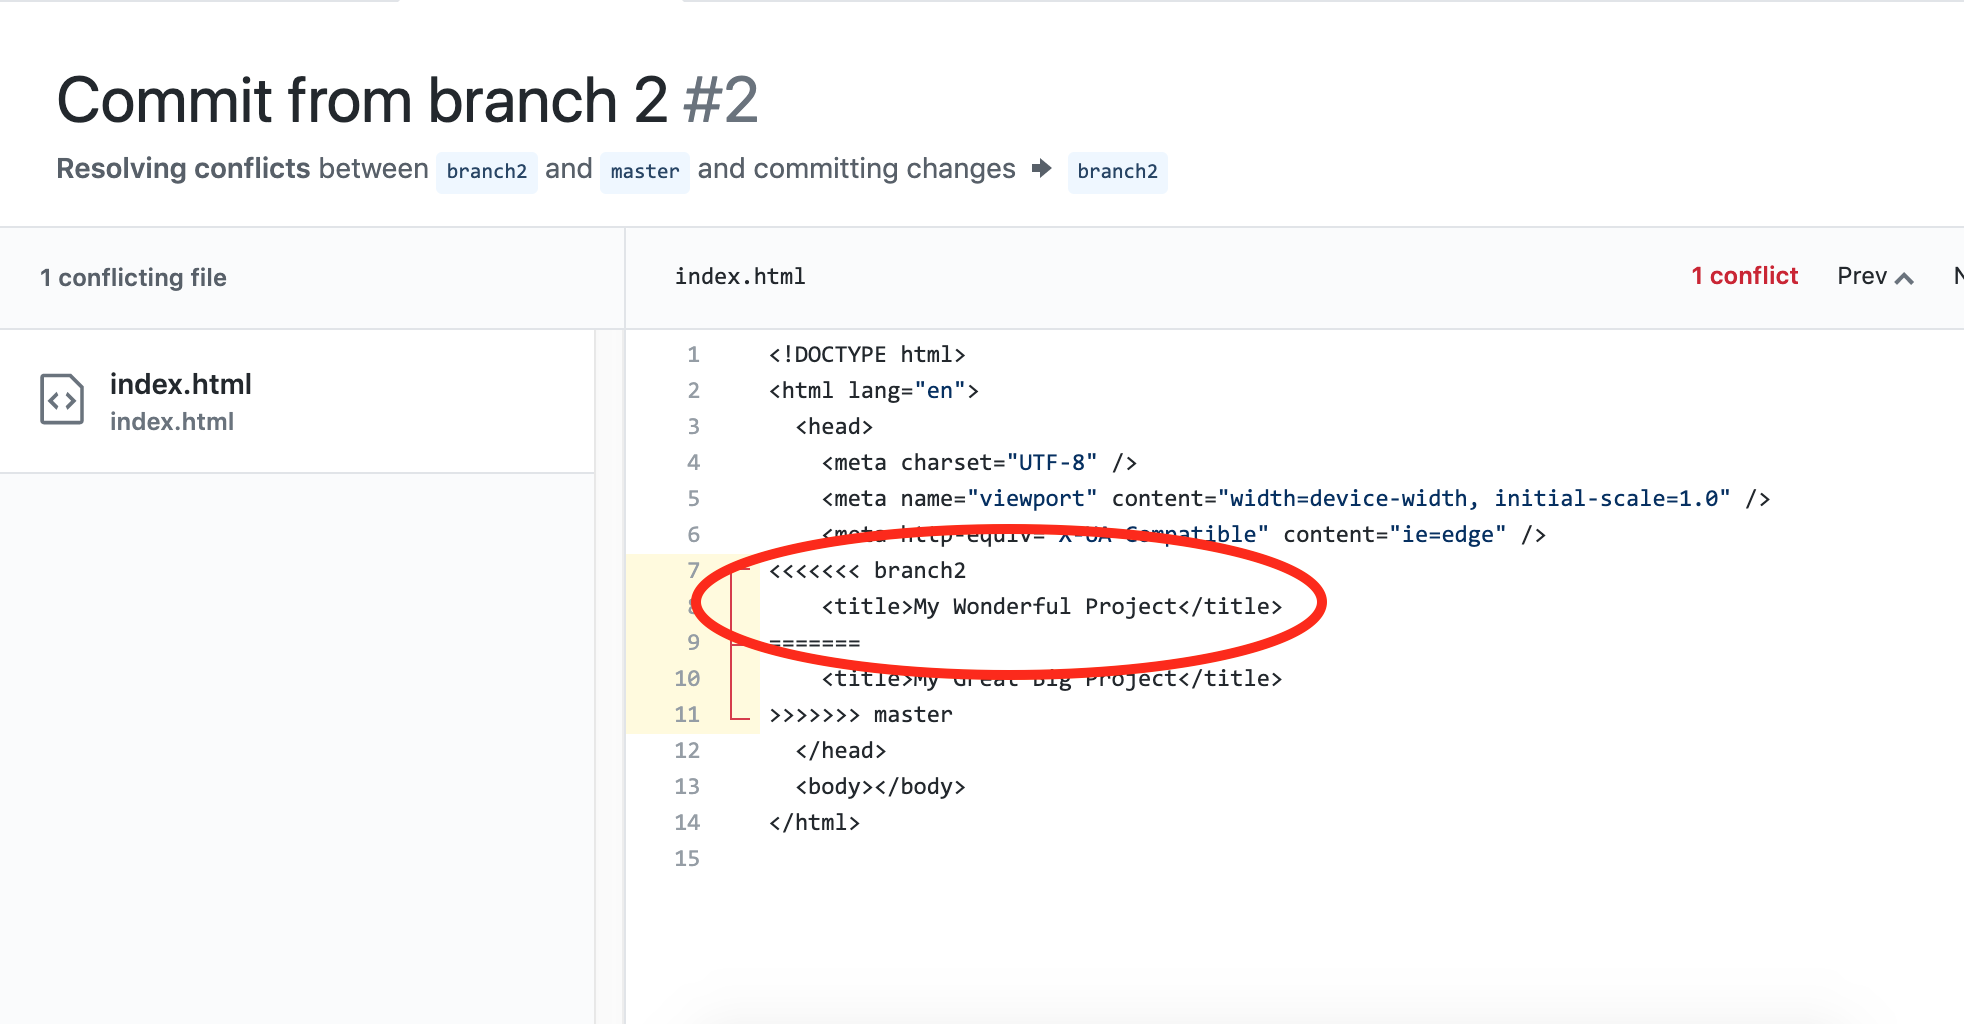 Commit from branch 2 #2
Resolving conflicts between branch2 and master and committing changes → branch2
1 conflicting file
index.html
index.html
index.html
1 conflict Prev
1 <!DOCTYPE html>
2 <html lang="en">
3 <head>
4 <meta charset="UTF-8" />
5 <meta name="viewport" content="width=device-width, initial-scale=1.0" />
6 <meta http-equiv="X-UA-Compatible" content="ie=edge" />
7 <<<<<<< branch2
8 <title>My Wonderful Project</title>
9 =======
10 <title>My Great Big Project</title>
11 >>>>>>> master
12 </head>
13 <body></body>
14 </html>
15